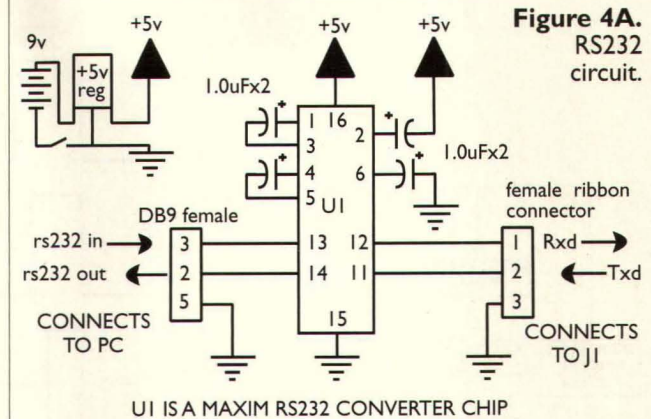 Figure 4A.
RS232
circuit.
9v
+5v
reg
+5v
+5v
+5v
1.0uFx2
1
16
3
2
4
6
5
U1
1.0uFx2
DB9 female
female ribbon
connector
rs232 in
3
13
12
1
Rxd
rs232 out
2
14
11
2
Txd
5
15
3
CONNECTS
TO PC
CONNECTS
TO J1
U1 IS A MAXIM RS232 CONVERTER CHIP